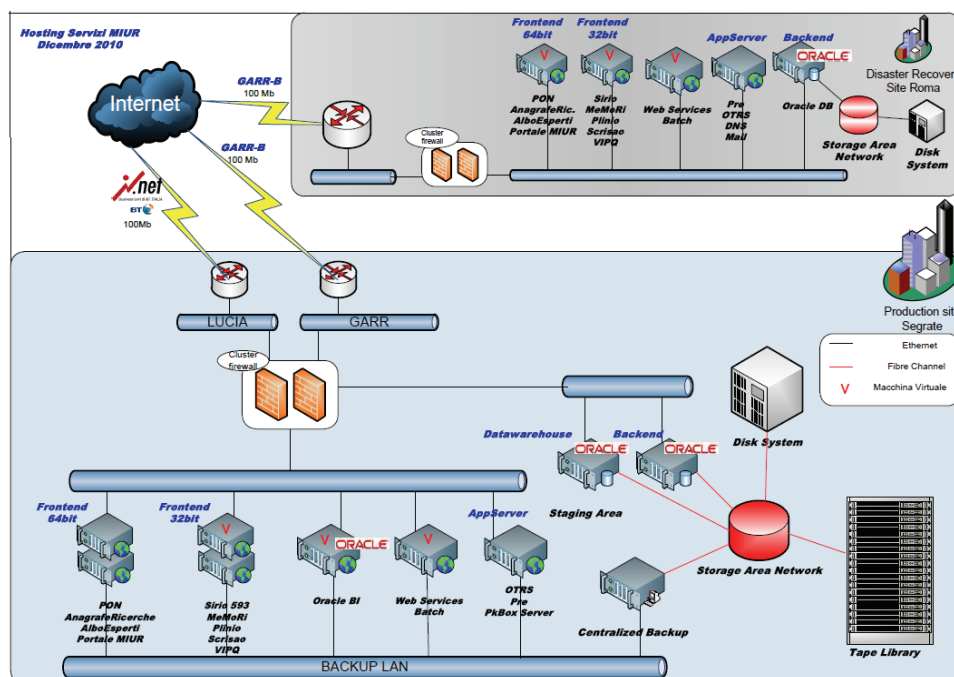 Hosting Servizi MIUR
Dicembre 2010
Internet
GARR-B
100 Mb
GARR-B
100 Mb
.net
BT
100Mb
Cluster
firewall
Frontend
64bit
V
PON
AnagrafeRic.
AlboEsperti
Portale MIUR
Frontend
32bit
V
Sirio
MeMoRi
Plinio
Scrisao
VIPQ
V
Web Services
Batch
AppServer
Pre
OTRS
DNS
Mail
Backend
ORACLE
Oracle DB
Storage Area
Network
Disk
System
Disaster Recover
Site Roma
Production sit
Segrate
Ethernet
Fibre Channel
V
Macchina Virtuale
LUCIA
GARR
Cluster
firewall
Datawarehouse
ORACLE
Backend
ORACLE
Staging Area
Disk System
Storage Area Network
Tape Library
Centralized Backup
Frontend
64bit
PON
AnagrafeRicerche
AlboEsperti
Portale MIUR
Frontend
32bit
V
Sirio 593
MeMoRi
Plinio
Scrisao
VIPQ
V
ORACLE
Oracle BI
V
Web Services
Batch
AppServer
OTRS
Pre
PkBox Server
BACKUP LAN